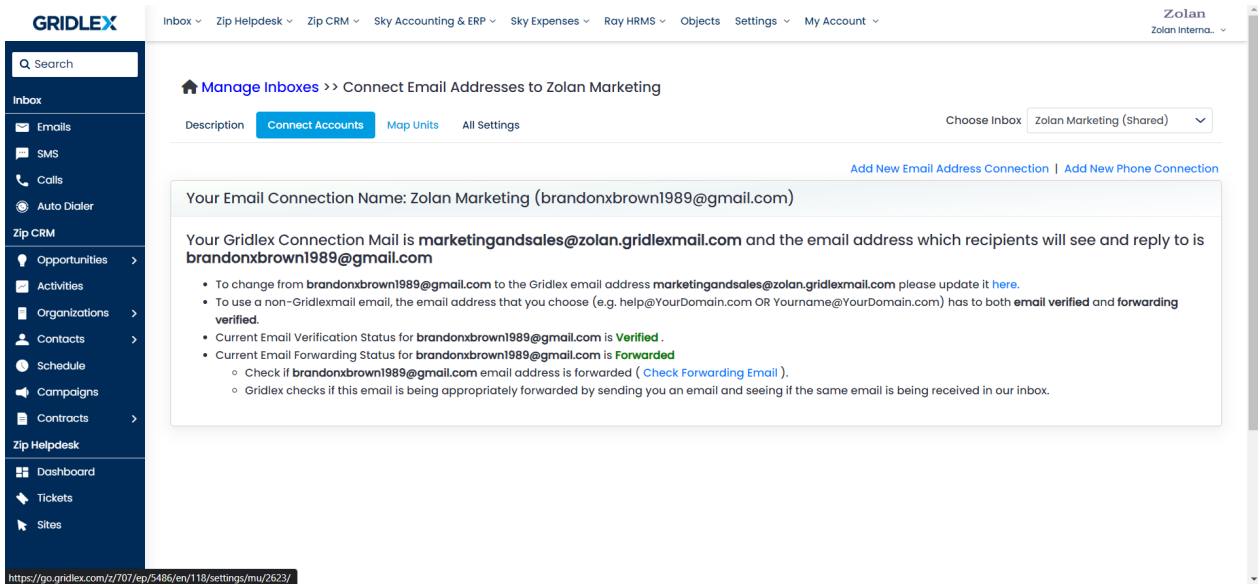 GRIDLEX
Inbox
Zip Helpdesk
Zip CRM
Sky Accounting & ERP
Sky Expenses
Ray HRMS
Objects
Settings
My Account
Zolan
Zolan Interna..
Search
Inbox
Emails
SMS
Calls
Auto Dialer
Zip CRM
Opportunities
Activities
Organizations
Contacts
Schedule
Campaigns
Contracts
Zip Helpdesk
Dashboard
Tickets
Sites
Manage Inboxes >> Connect Email Addresses to Zolan Marketing
Description
Connect Accounts
Map Units
All Settings
Choose Inbox
Zolan Marketing (Shared)
Add New Email Address Connection | Add New Phone Connection
Your Email Connection Name: Zolan Marketing (brandonxbrown1989@gmail.com)
Your Gridlex Connection Mail is marketingandsales@zolan.gridlexmail.com and the email address which recipients will see and reply to is
brandonxbrown1989@gmail.com
• To change from brandonxbrown1989@gmail.com to the Gridlex email address marketingandsales@zolan.gridlexmail.com please update it here.
• To use a non-Gridlexmail email, the email address that you choose (e.g. help@YourDomain.com OR Yourname@YourDomain.com) has to both email verified and forwarding
verified.
• Current Email Verification Status for brandonxbrown1989@gmail.com is Verified .
• Current Email Forwarding Status for brandonxbrown1989@gmail.com is Forwarded
◦ Check if brandonxbrown1989@gmail.com email address is forwarded ( Check Forwarding Email ).
◦ Gridlex checks if this email is being appropriately forwarded by sending you an email and seeing if the same email is being received in our inbox.
https://go.gridlex.com/z/707/ep/5486/en/118/settings/mu/2623/